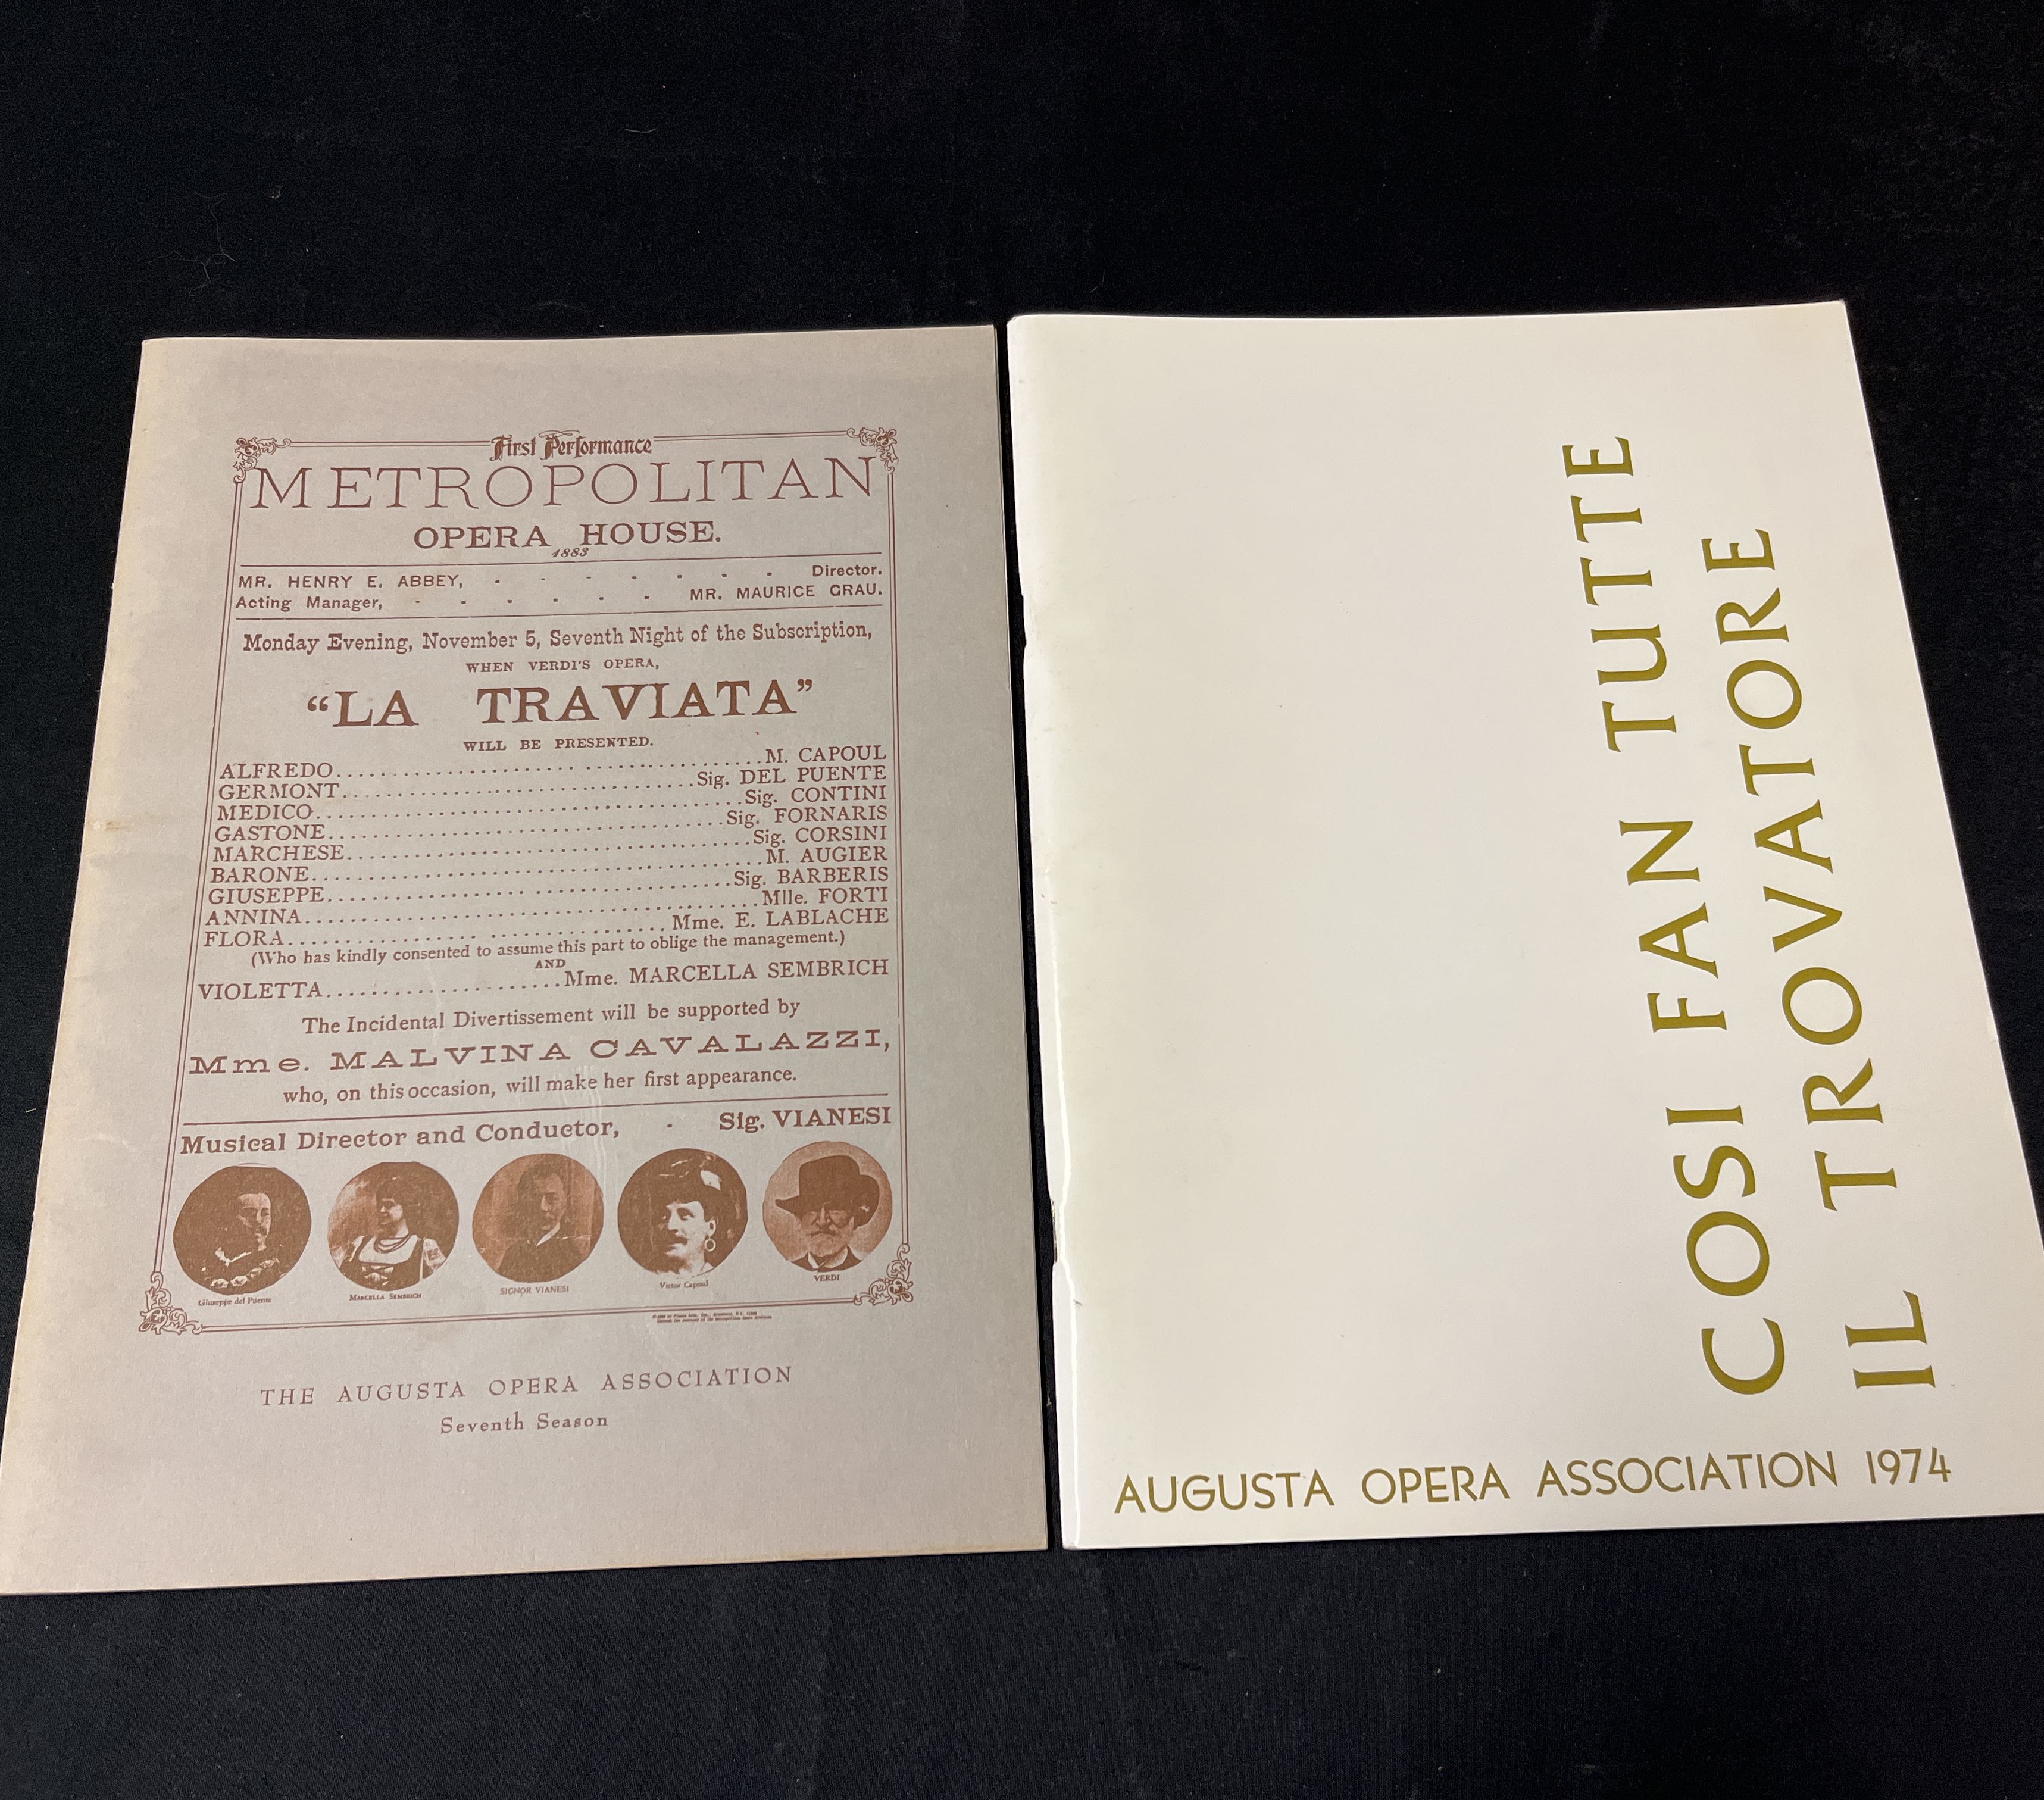 First Performance
METROPOLITAN
OPERA HOUSE.
1883
MR. HENRY E. ABBEY, - - - - - - - Director.
Acting Manager, - - - - - - MR. MAURICE GRAU.
Monday Evening, November 5, Seventh Night of the Subscription,
WHEN VERDI'S OPERA,
“LA TRAVIATA”
WILL BE PRESENTED.
ALFREDO........................................M. CAPOUL
GERMONT........................................Sig. DEL PUENTE
MEDICO........................................Sig. CONTINI
GASTONE........................................Sig. FORNARIS
MARCHESE........................................Sig. CORSINI
BARONE........................................M. AUGIER
GIUSEPPE........................................Sig. BARBERIS
ANNINA........................................Mlle. FORTI
FLORA........................................Mme. E. LABLACHE
(Who has kindly consented to assume this part to oblige the management.)
AND
VIOLETTA......................Mme. MARCELLA SEMBRICH
The Incidental Divertissement will be supported by
Mme. MALVINA CAVALAZZI,
who, on this occasion, will make her first appearance.
Musical Director and Conductor, - Sig. VIANESI
Giuseppe del Puente
MARCELLA SEMBRICH
SIGNOR VIANESI
Victor Capoul
VERDI
THE AUGUSTA OPERA ASSOCIATION
Seventh Season
COSI FAN TUTTE
IL TROVATORE
AUGUSTA OPERA ASSOCIATION 1974